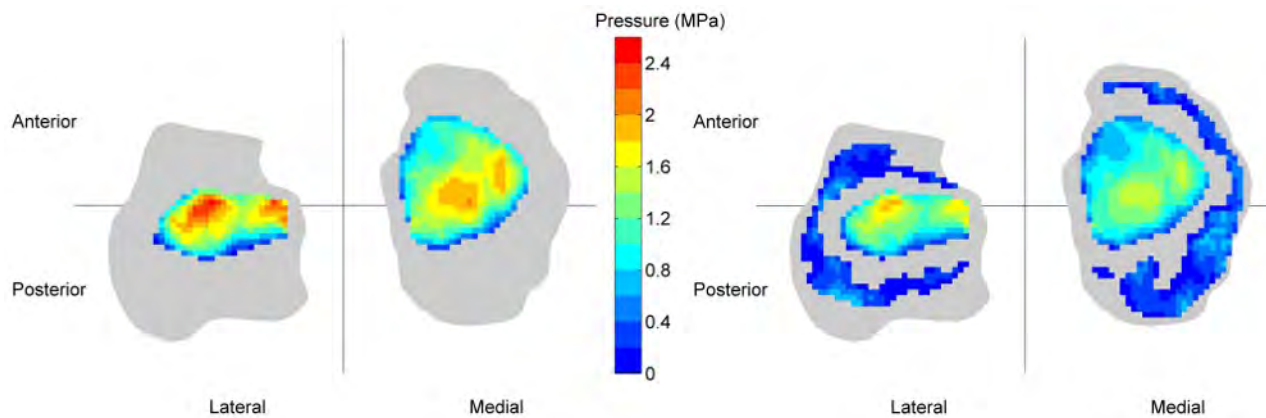 Pressure (MPa)
2.4
2
1.6
1.2
0.8
0.4
0
Anterior
Posterior
Lateral
Medial
Anterior
Posterior
Lateral
Medial